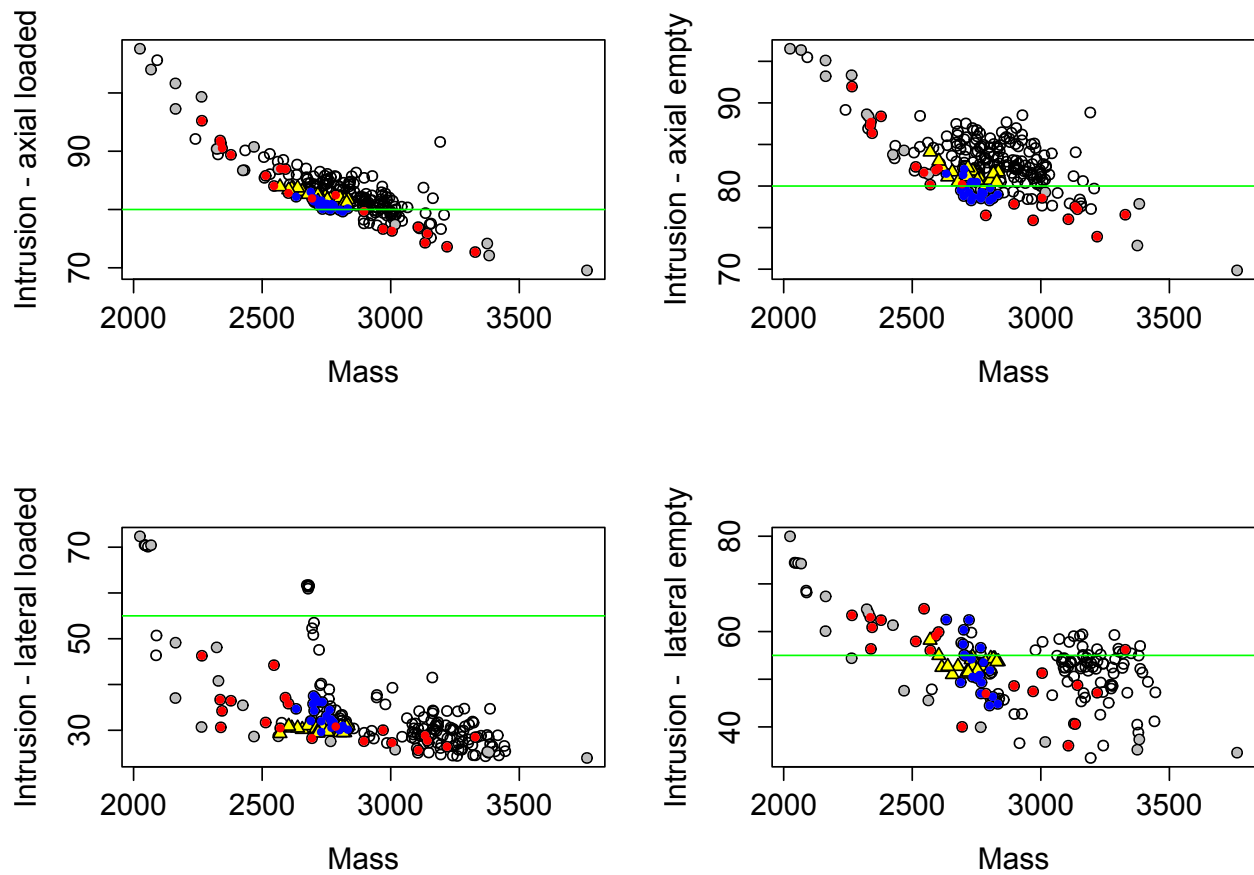 Intrusion - axial loaded
90
70
2000 2500 3000 3500
Mass
Intrusion - axial empty
90
80
70
2000 2500 3000 3500
Mass
Intrusion - lateral loaded
70
50
30
2000 2500 3000 3500
Mass
Intrusion - lateral empty
80
60
40
2000 2500 3000 3500
Mass